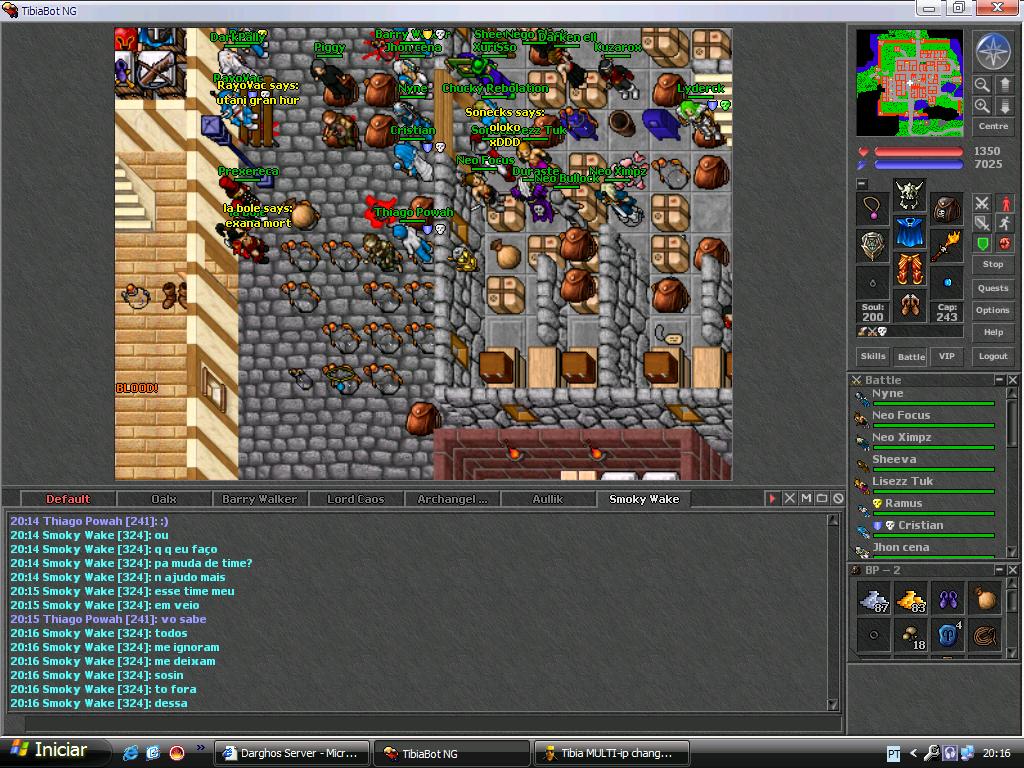 TibiaBot NG
DarkPally
Piggy
Jhon cena
XuriSso
Darken ell
Kuzarox
RayoVac
RayoVac says:
utani gran hur
Nyne
Chucky Rebolation
Lyderck
Sonecks says:
oloko
xDDD
Cristian
Lisezz Tuk
Neo Focus
Duraste
Neo Ximpz
Neo Bullock
Prexereca
la bole says:
exana mort
Thiago Powah
BLOOD!
Centre
1350
7025
Soul:
200
Cap:
243
Stop
Quests
Options
Help
Skills
Battle
VIP
Logout
Battle
Nyne
Neo Focus
Neo Ximpz
Sheeva
Lisezz Tuk
Ramus
Cristian
Jhon cena
BP - 2
87
83
18
4
Default
Oalx
Barry Walker
Lord Caos
Archangel ...
Aullik
Smoky Wake
20:14 Thiago Powah [241]: :)
20:14 Smoky Wake [324]: ou
20:14 Smoky Wake [324]: q q eu faço
20:14 Smoky Wake [324]: pa muda de time?
20:14 Smoky Wake [324]: n ajudo mais
20:15 Smoky Wake [324]: esse time meu
20:15 Smoky Wake [324]: em veio
20:15 Thiago Powah [241]: vo sabe
20:16 Smoky Wake [324]: todos
20:16 Smoky Wake [324]: me ignoram
20:16 Smoky Wake [324]: me deixam
20:16 Smoky Wake [324]: sosin
20:16 Smoky Wake [324]: to fora
20:16 Smoky Wake [324]: dessa
Iniciar
Darghos Server - Micr...
TibiaBot NG
Tibia MULTI-ip chang...
PT
20:16